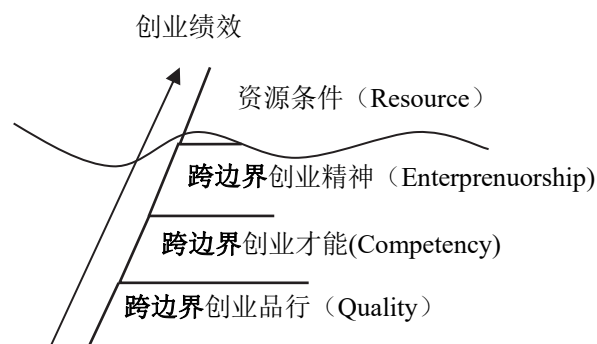 创业绩效
资源条件（Resource）
跨边界创业精神（Enterprenuorship)
跨边界创业才能(Competency)
跨边界创业品行（Quality）